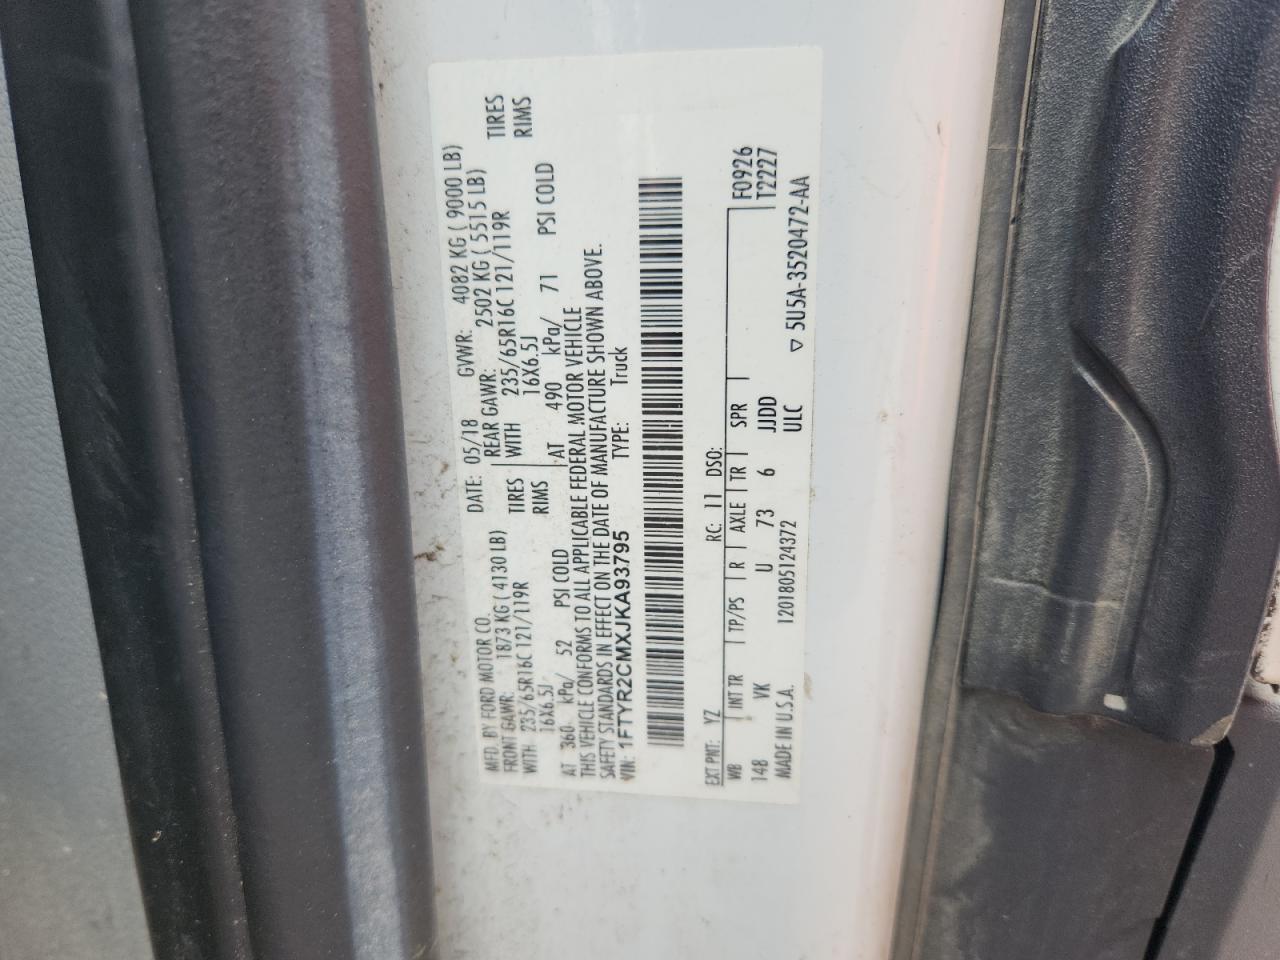 MFD. BY FORD MOTOR CO. DATE: 05/18 GVWR: 4082 KG ( 9000 LB)
FRONT GAWR: 1873 KG ( 4130 LB) REAR GAWR: 2502 KG ( 5515 LB)
WITH 235/65R16C 121/119R TIRES WITH 235/65R16C 121/119R TIRES
16X6.5J RIMS 16X6.5J RIMS
AT 360 kPa/ 52 PSI COLD AT 490 kPa/ 71 PSI COLD
THIS VEHICLE CONFORMS TO ALL APPLICABLE FEDERAL MOTOR VEHICLE
SAFETY STANDARDS IN EFFECT ON THE DATE OF MANUFACTURE SHOWN ABOVE.
VIN: 1FTYR2CMXJKA93795 TYPE: Truck
EXT PNT: YZ RC: 11 DSO: F0926
WB INT TR TP/PS R AXLE TR SPR T2227
148 VK U 73 6 JJDD
MADE IN U.S.A. 1201805124372 ULC ▽ 5U5A-3520472-AA